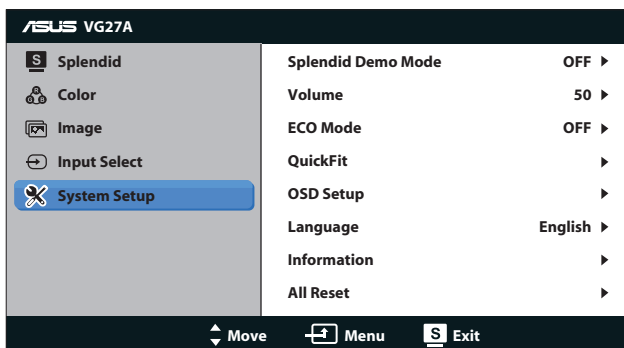 ASUS VG27A
S Splendid
Color
Image
Input Select
System Setup
Splendid Demo Mode OFF
Volume 50
ECO Mode OFF
QuickFit
OSD Setup
Language English
Information
All Reset
Move Menu S Exit